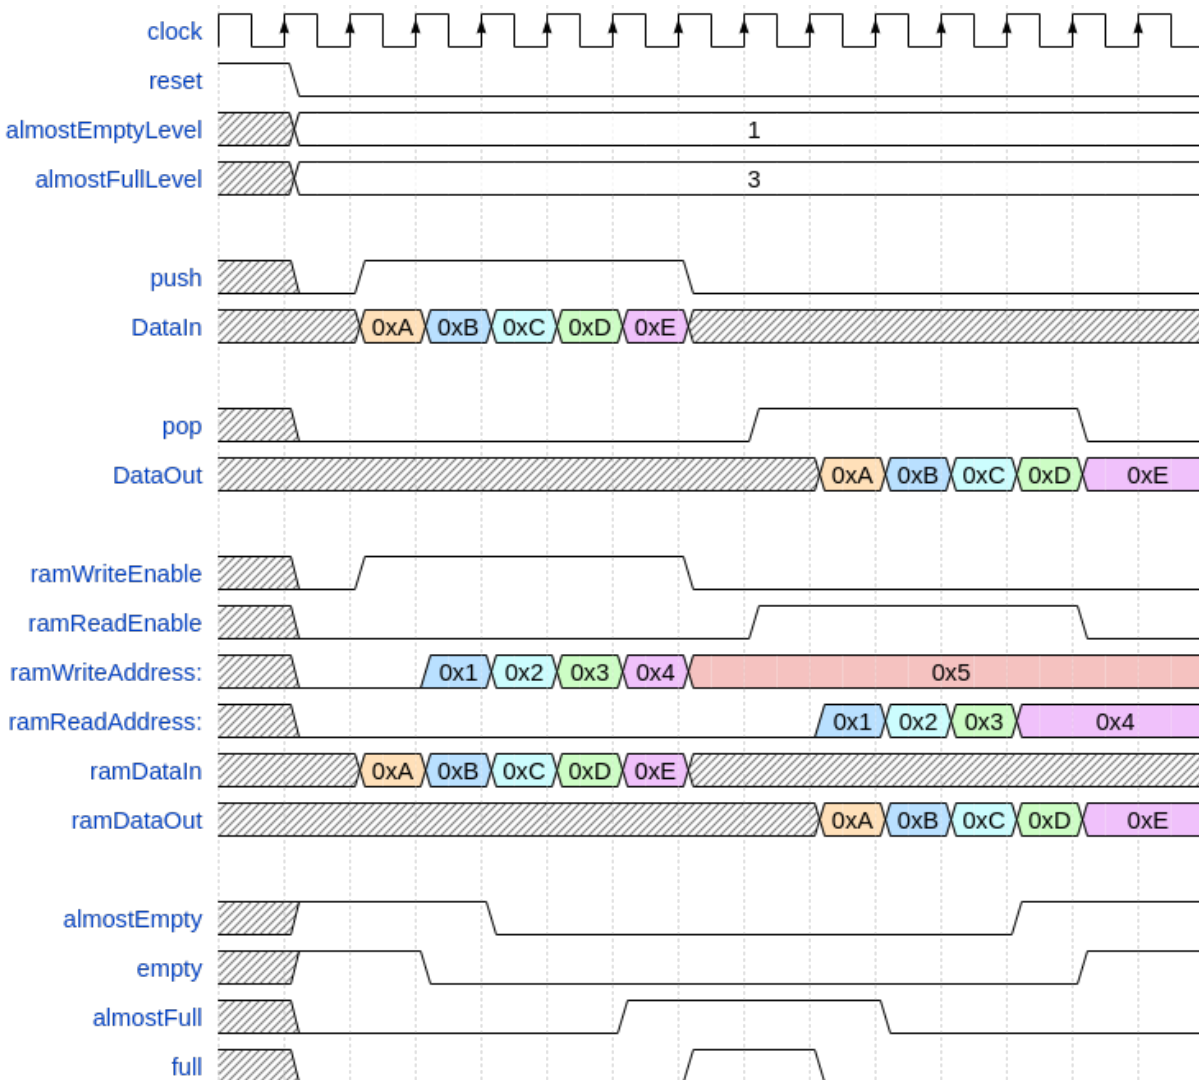 clock
reset
almostEmptyLevel 1
almostFullLevel 3
push
DataIn 0xA 0xB 0xC 0xD 0xE
pop
DataOut 0xA 0xB 0xC 0xD 0xE
ramWriteEnable
ramReadEnable
ramWriteAddress: 0x1 0x2 0x3 0x4 0x5
ramReadAddress: 0x1 0x2 0x3 0x4
ramDataIn 0xA 0xB 0xC 0xD 0xE
ramDataOut 0xA 0xB 0xC 0xD 0xE
almostEmpty
empty
almostFull
full